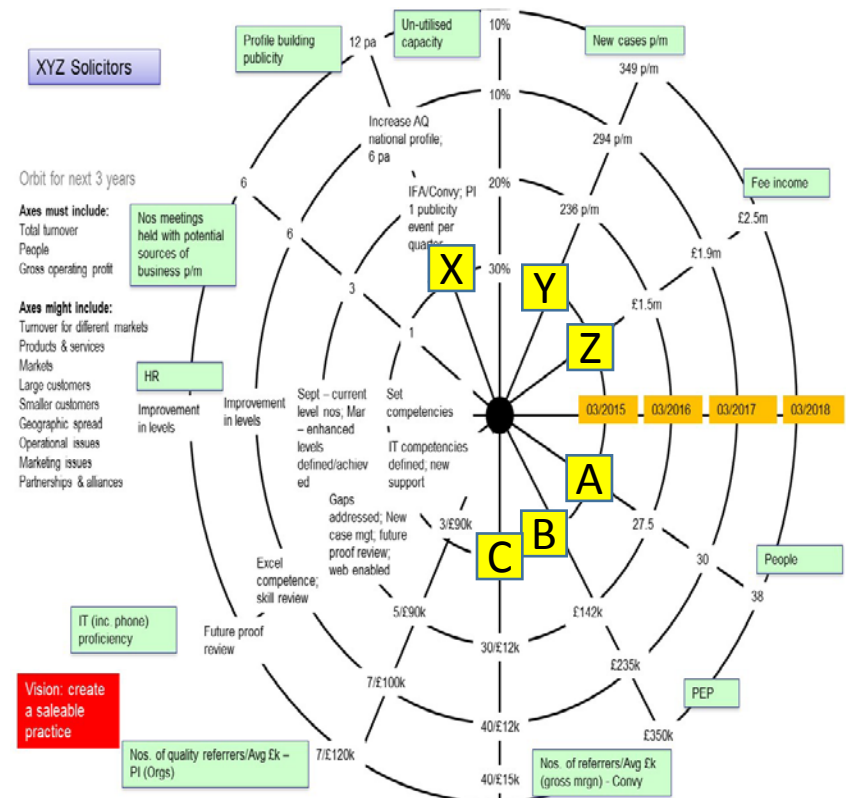 XYZ Solicitors
Profile building
publicity
12 pa
Un-utilised
capacity
10%
New cases p/m
349 p/m
10%
Increase AQ
national profile;
6 pa
294 p/m
Orbit for next 3 years
Axes must include:
Total turnover
People
Gross operating profit
Axes might include:
Turnover for different markets
Products & services
Markets
Large customers
Smaller customers
Geographic spread
Operational issues
Marketing issues
Partnerships & alliances
6
Nos meetings
held with potential
sources of
business p/m
6
3
1
IFA/Convy; PI
1 publicity
event per
quarter
20%
236 p/m
30%
Fee income
£2.5m
£1.9m
£1.5m
X
Y
Z
HR
Improvement
in levels
Improvement
in levels
Sept – current
level nos; Mar
– enhanced
levels
defined/achiev
ed
Set
competencies
IT competencies
defined; new
support
03/2015
03/2016
03/2017
03/2018
A
B
C
27.5
30
38
People
Gaps
addressed; New
case mgt; future
proof review;
web enabled
3/£90k
Excel
competence;
skill review
IT (inc. phone)
proficiency
Future proof
review
5/£90k
30/£12k
£142k
Vision: create
a saleable
practice
7/£100k
40/£12k
£235k
PEP
£350k
Nos. of quality referrers/Avg £k –
PI (Orgs)
7/£120k
40/£15k
Nos. of referrers/Avg £k
(gross mrgn) - Convy